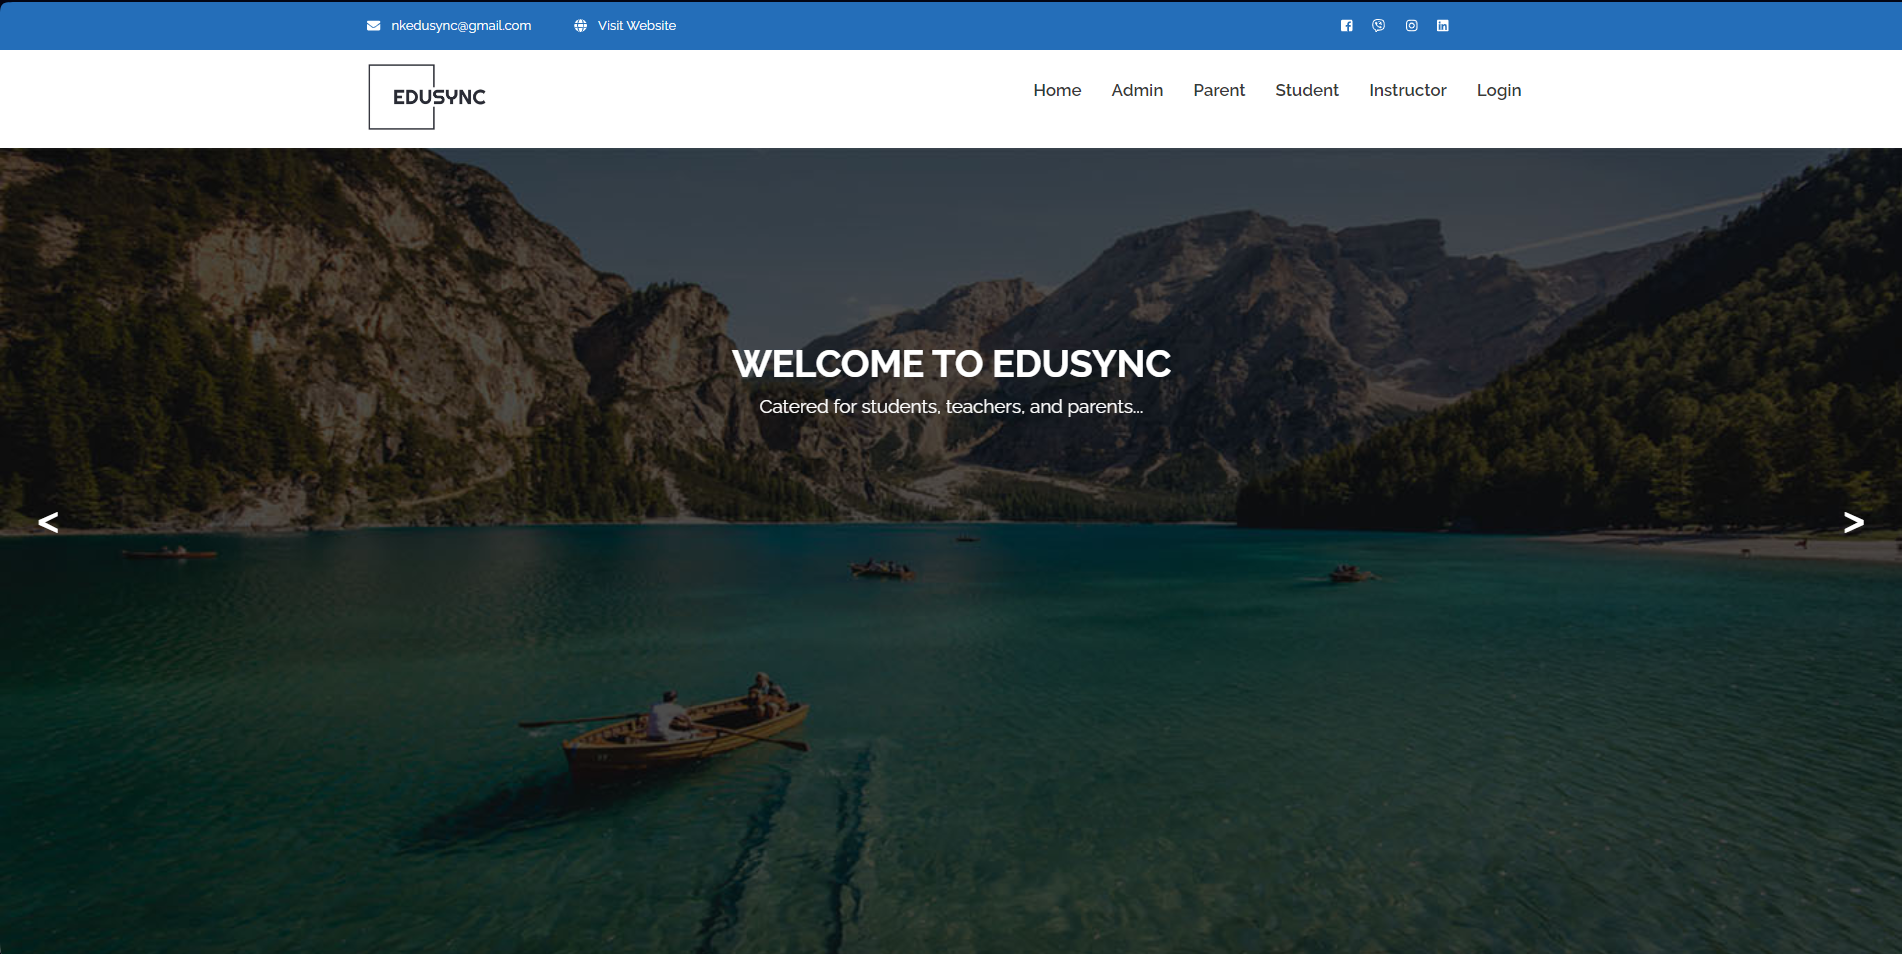 nkedusync@gmail.com Visit Website
EDUSYNC
Home Admin Parent Student Instructor Login
WELCOME TO EDUSYNC
Catered for students, teachers, and parents...
< >